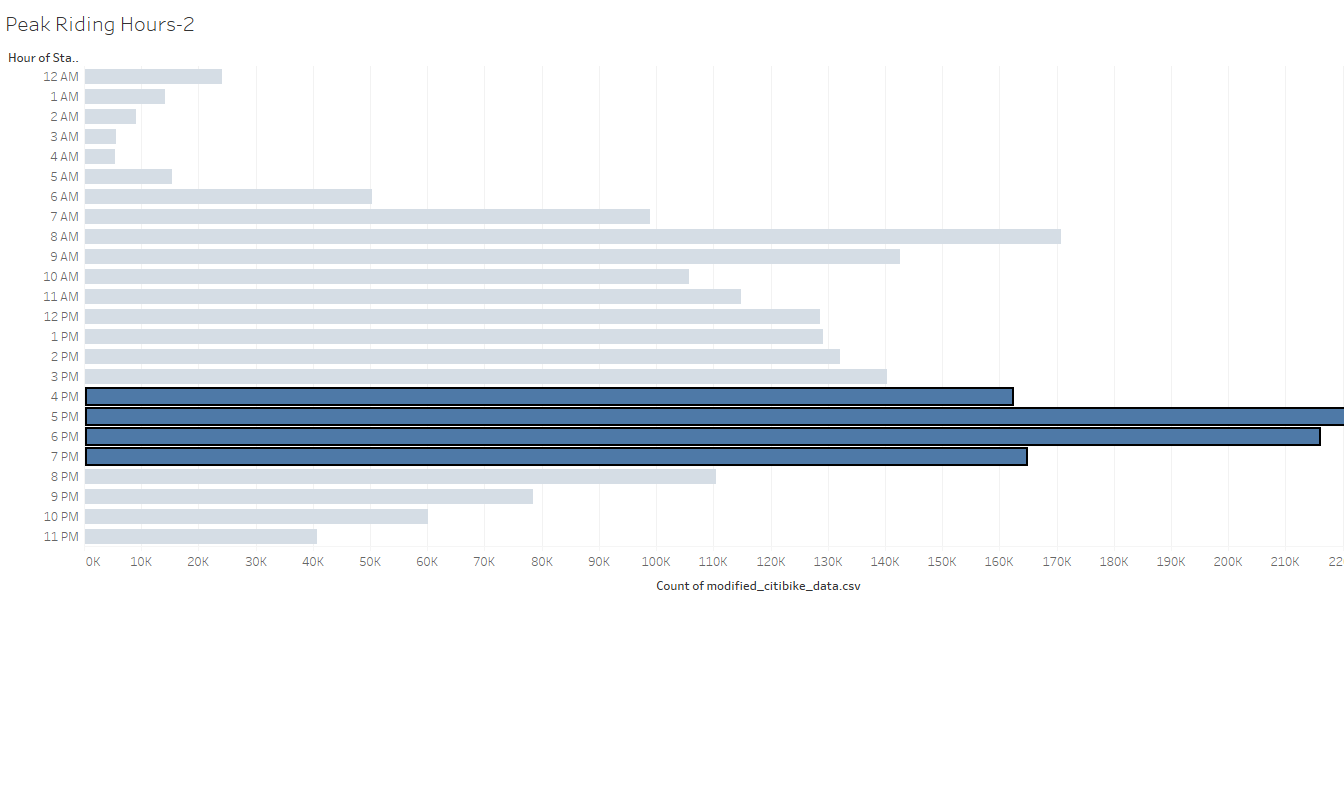 Peak Riding Hours-2
Hour of Sta..
12 AM
1 AM
2 AM
3 AM
4 AM
5 AM
6 AM
7 AM
8 AM
9 AM
10 AM
11 AM
12 PM
1 PM
2 PM
3 PM
4 PM
5 PM
6 PM
7 PM
8 PM
9 PM
10 PM
11 PM
0K 10K 20K 30K 40K 50K 60K 70K 80K 90K 100K 110K 120K 130K 140K 150K 160K 170K 180K 190K 200K 210K
Count of modified_citibike_data.csv